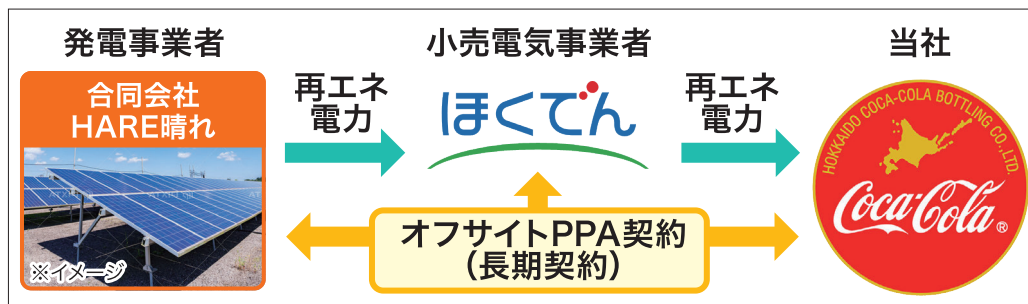 発電事業者
小売電気事業者
当社
合同会社
HARE晴れ
※イメージ
再エネ
電力
ほくでん
再エネ
電力
HOKKAIDO COCA-COLA BOTTLING CO.,LTD.
Coca-Cola®
オフサイトPPA契約
(長期契約)